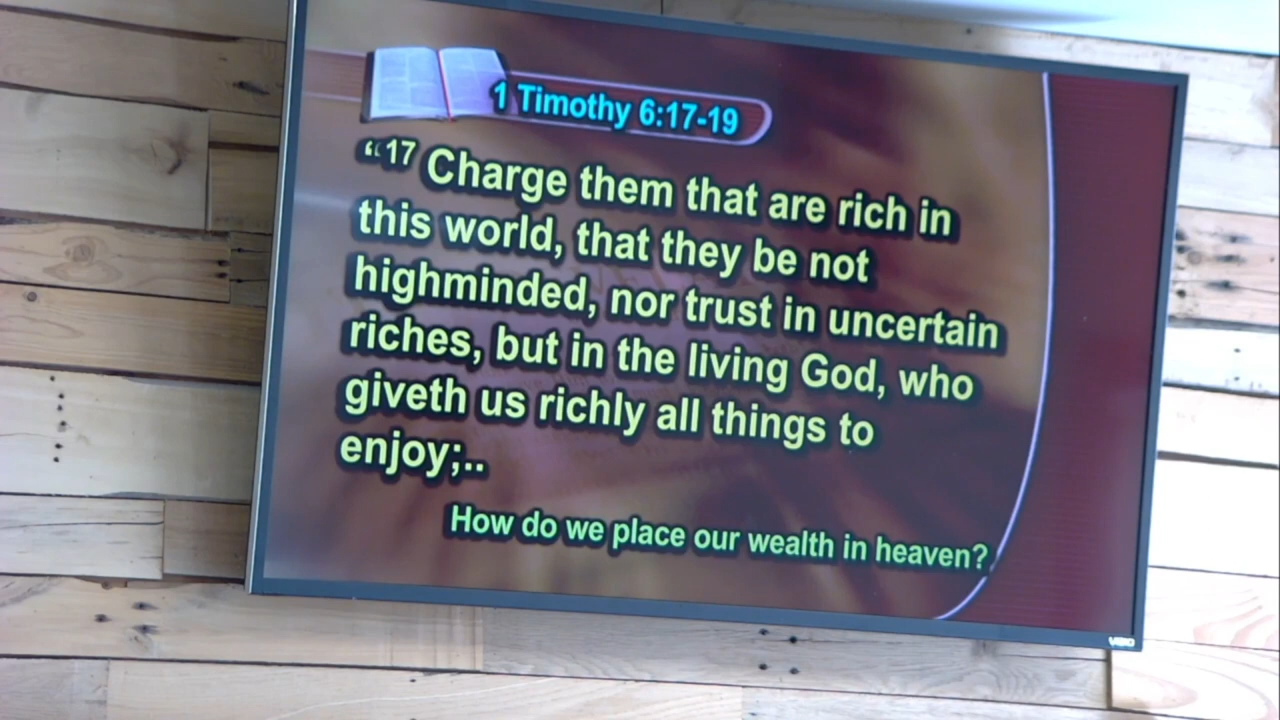 1 Timothy 6:17-19
“17 Charge them that are rich in
this world, that they be not
highminded, nor trust in uncertain
riches, but in the living God, who
giveth us richly all things to
enjoy;..
How do we place our wealth in heaven?
VIZIO